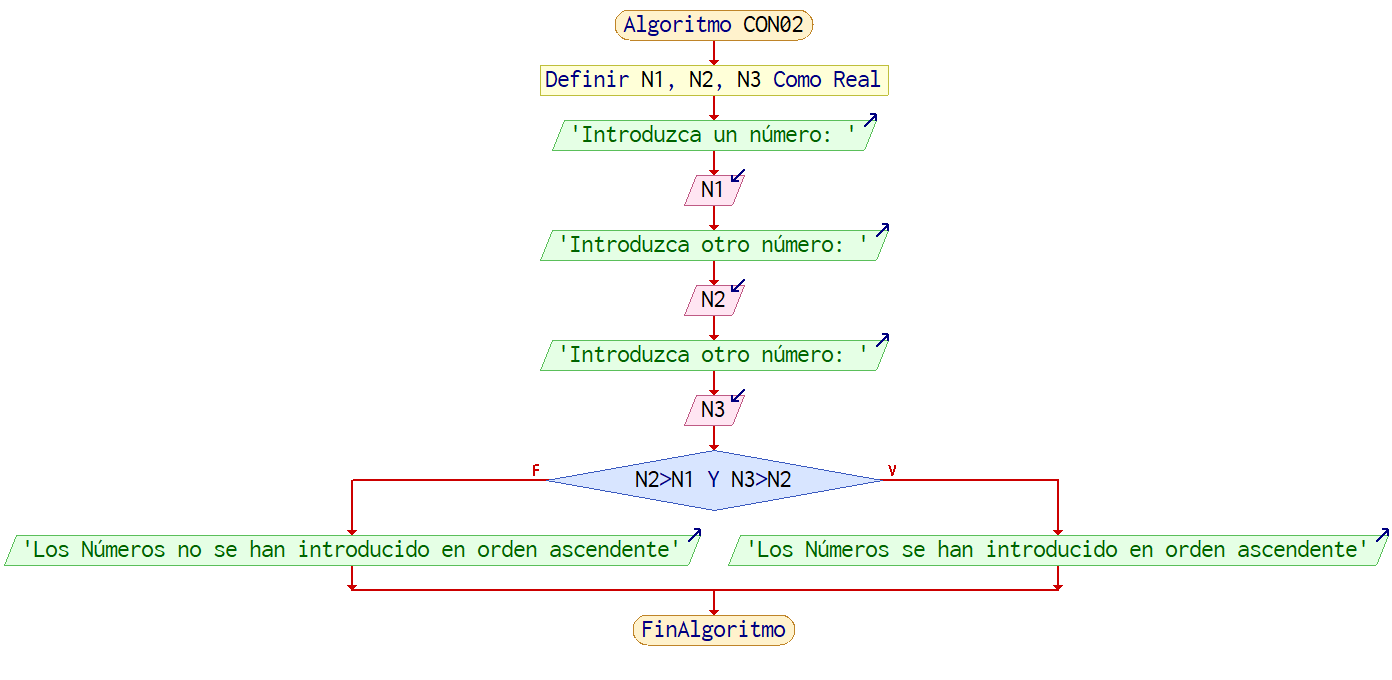 Algoritmo CON02
Definir N1, N2, N3 Como Real
'Introduzca un número: '
N1
'Introduzca otro número: '
N2
'Introduzca otro número: '
N3
F
N2>N1 Y N3>N2
V
'Los Números no se han introducido en orden ascendente'
'Los Números se han introducido en orden ascendente'
FinAlgoritmo